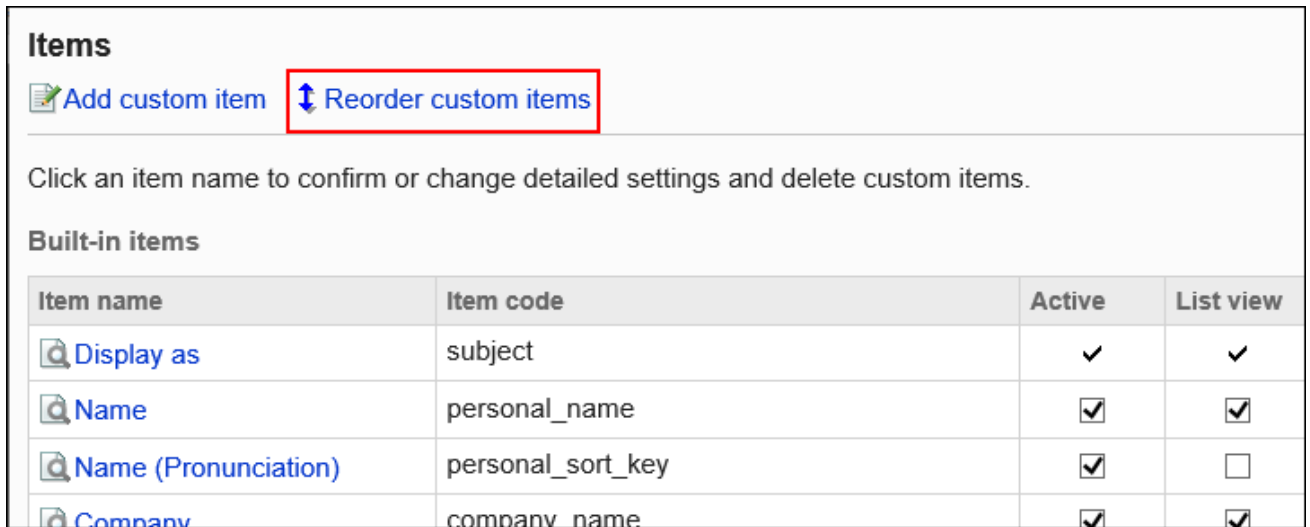 Items
Add custom item Reorder custom items
Click an item name to confirm or change detailed settings and delete custom items.
Built-in items
Item name Item code Active List view
Display as subject
Name personal_name
Name (Pronunciation) personal_sort_key
Company company_name